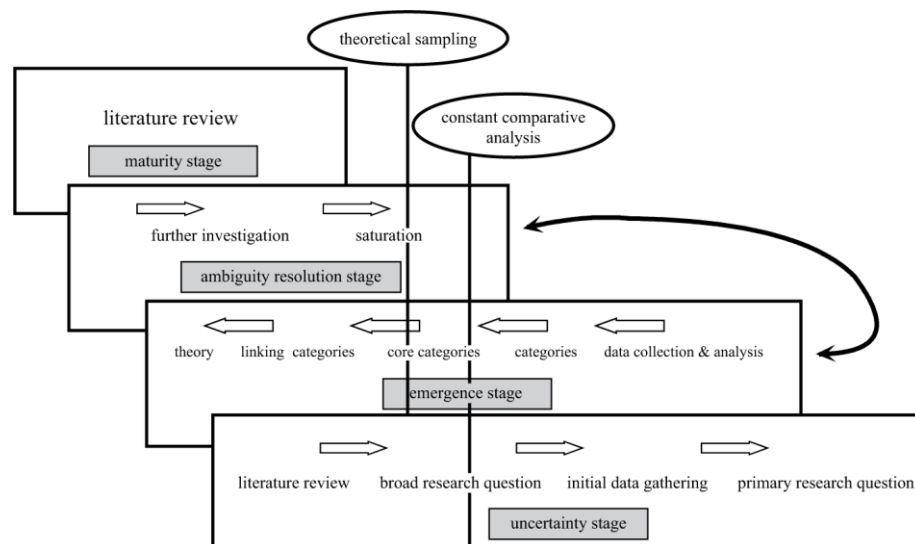 theoretical sampling
constant comparative
analysis
literature review
maturity stage
further investigation saturation
ambiguity resolution stage
theory linking categories core categories categories data collection & analysis
emergence stage
literature review broad research question initial data gathering primary research question
uncertainty stage